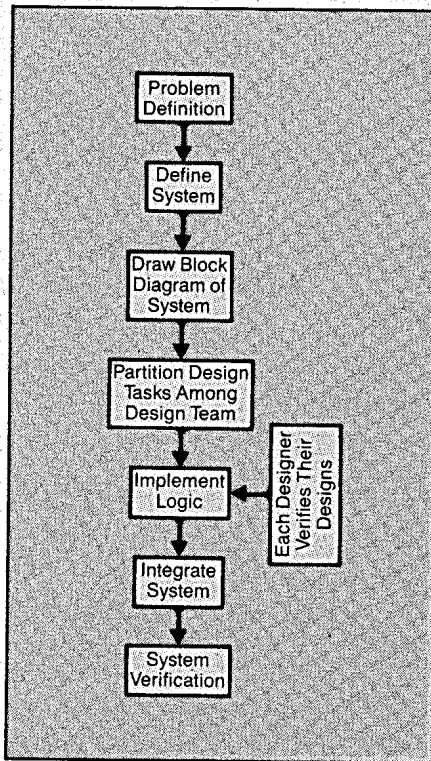 Problem
Definition
Define
System
Draw Block
Diagram of
System
Partition Design
Tasks Among
Design Team
Implement
Logic
Each Designer
Verifies Their
Designs
Integrate
System
System
Verification